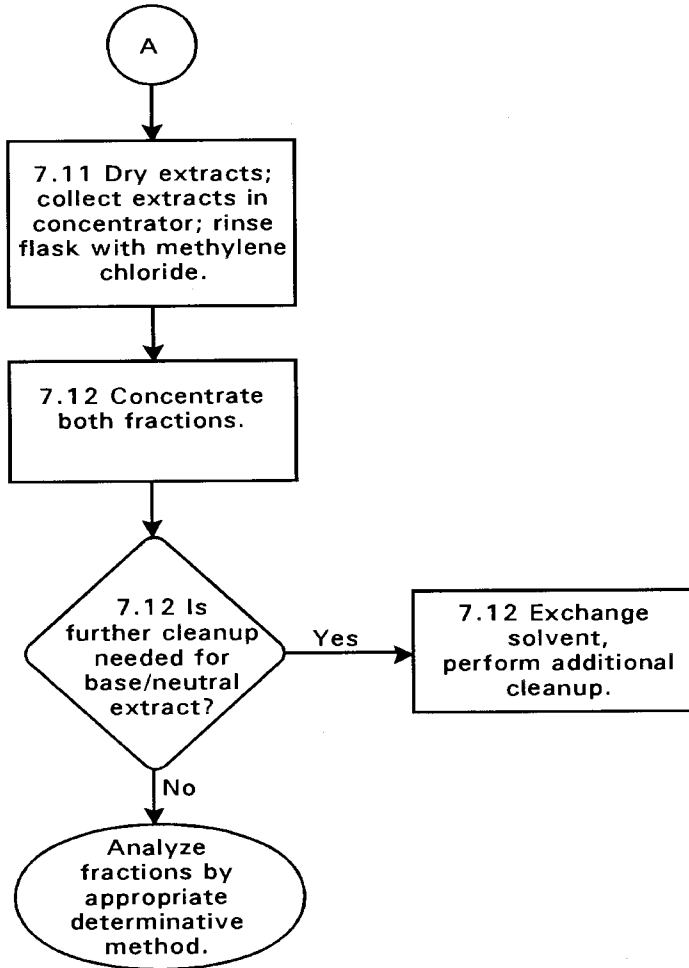 A
7.11 Dry extracts;
collect extracts in
concentrator; rinse
flask with methylene
chloride.
7.12 Concentrate
both fractions.
7.12 Is
further cleanup
needed for
base/neutral
extract?
Yes
7.12 Exchange
solvent,
perform additional
cleanup.
No
Analyze
fractions by
appropriate
determinative
method.